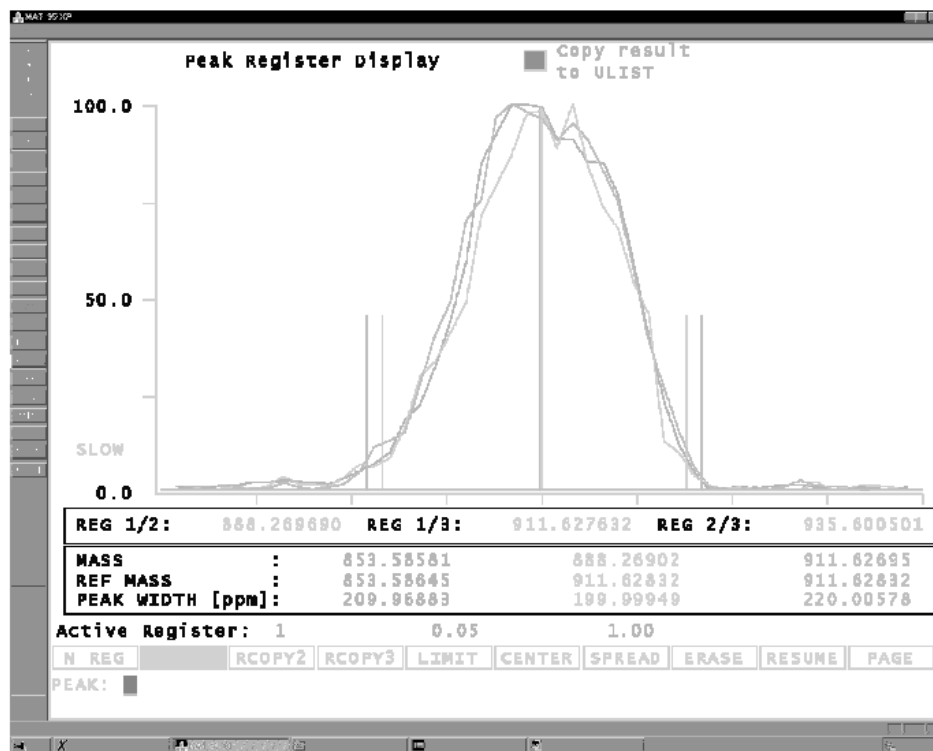 MAT 95XP
Peak Register Display
Copy result
to VLIST
100.0
50.0
SLOW
0.0
REG 1/2: 888.269690 REG 1/3: 911.627632 REG 2/3: 935.600501
MASS : 853.58581 888.26902 911.62695
REF MASS : 853.58645 911.62832 911.62832
PEAK WIDTH [ppm]: 209.96883 199.99949 220.00578
Active Register: 1 0.05 1.00
N REG RCOPY2 RCOPY3 LIMIT CENTER SPREAD ERASE RESUME PAGE
PEAK: